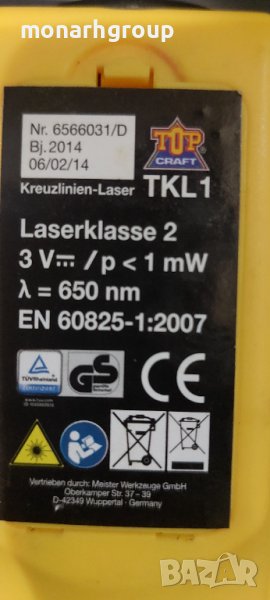 monarhgroup
Nr. 6566031/D
Bj.2014
06/02/14
TOP
CRAFT
Kreuzlinien-Laser TKL1
Laserklasse 2
3 V⎓ / p < 1 mW
λ = 650 nm
EN 60825-1:2007
TÜVRheinland
GS
CE
Vertrieben durch: Meister Werkzeuge GmbH
Oberkamper Str. 37 - 39
D-42349 Wuppertal · Germany
bazar